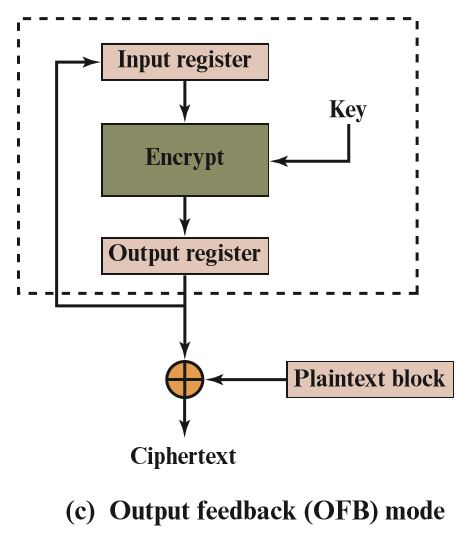 Input register
Key
Encrypt
Output register
Plaintext block
Ciphertext
(c) Output feedback (OFB) mode